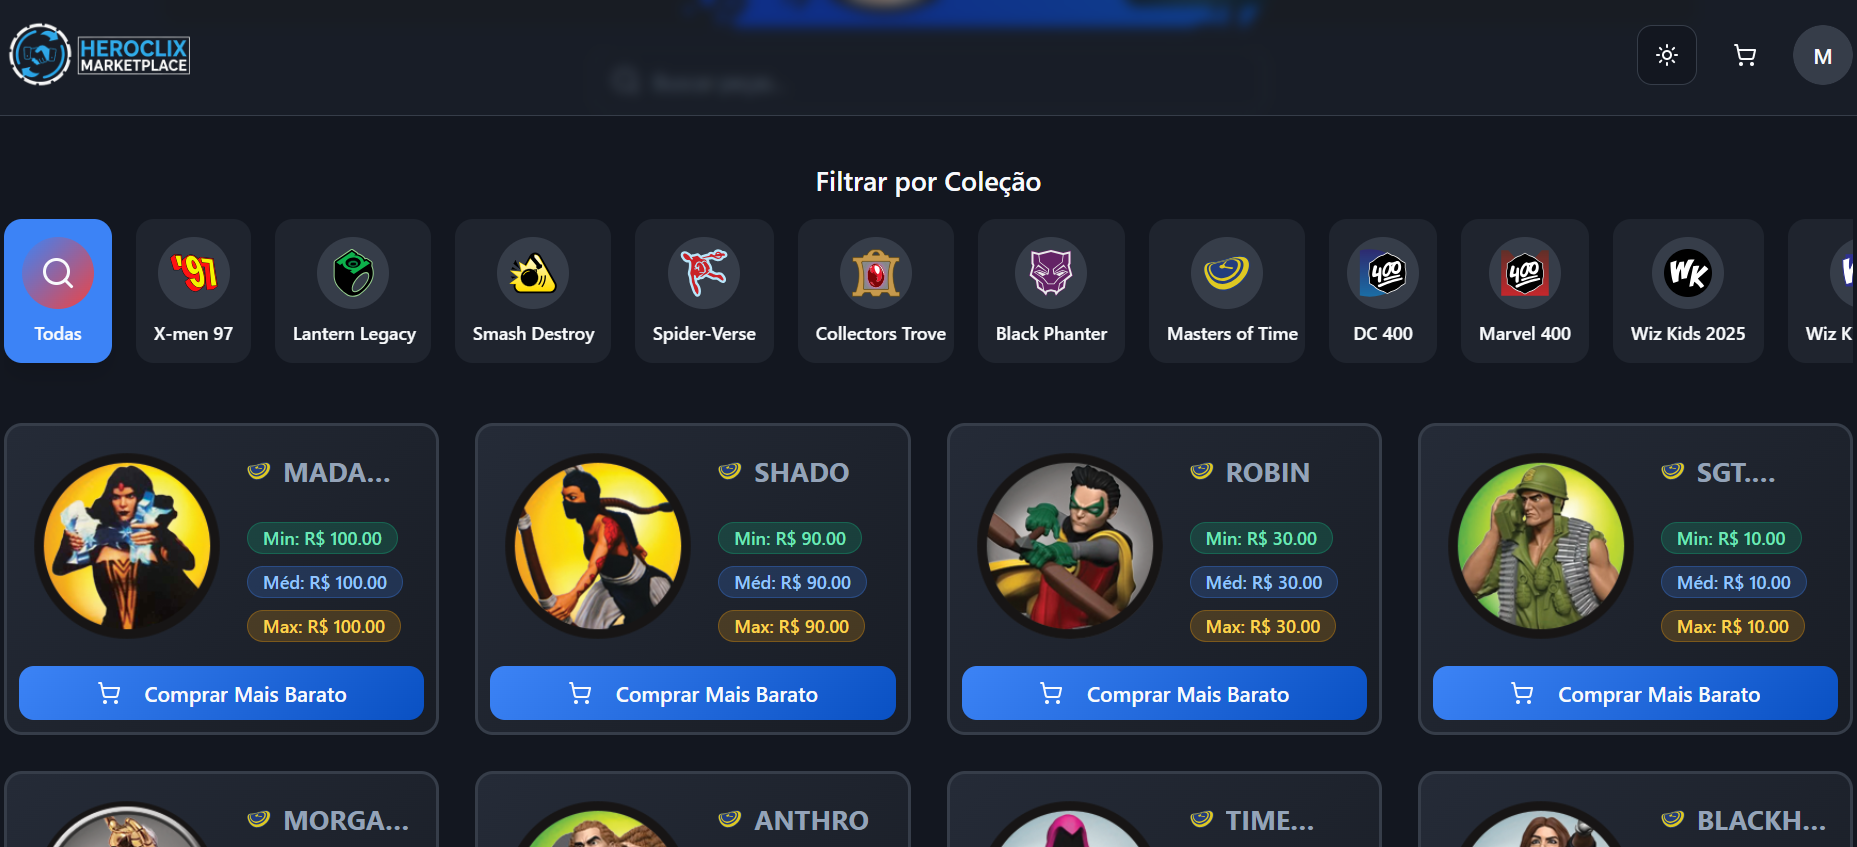 HEROCLIX
MARKETPLACE
M
Filtrar por Coleção
'97
400
400
WK
Todas
X-men 97
Lantern Legacy
Smash Destroy
Spider-Verse
Collectors Trove
Black Phanter
Masters of Time
DC 400
Marvel 400
Wiz Kids 2025
Wiz K
MADA...
Min: R$ 100.00
Méd: R$ 100.00
Max: R$ 100.00
Comprar Mais Barato
SHADO
Min: R$ 90.00
Méd: R$ 90.00
Max: R$ 90.00
Comprar Mais Barato
ROBIN
Min: R$ 30.00
Méd: R$ 30.00
Max: R$ 30.00
Comprar Mais Barato
SGT....
Min: R$ 10.00
Méd: R$ 10.00
Max: R$ 10.00
Comprar Mais Barato
MORGA...
ANTHRO
TIME...
BLACKH...